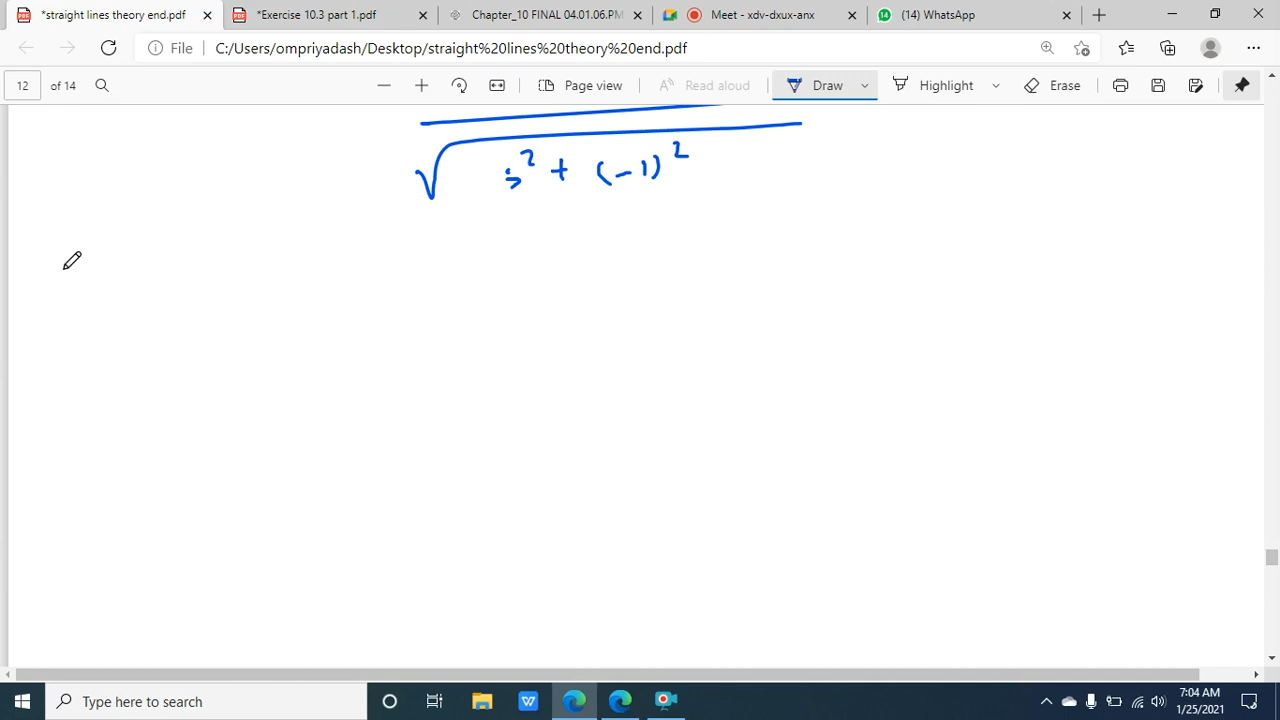 *straight lines theory end.pdf
*Exercise 10.3 part 1.pdf
Chapter_10 FINAL 04.01.06.PM
Meet - xdv-dxux-anx
(14) WhatsApp
File
C:/Users/ompriyadash/Desktop/straight%20lines%20theory%20end.pdf
12 of 14
Page view
Read aloud
Draw
Highlight
Erase
√ 3² + (-1)²
Type here to search
7:04 AM
1/25/2021